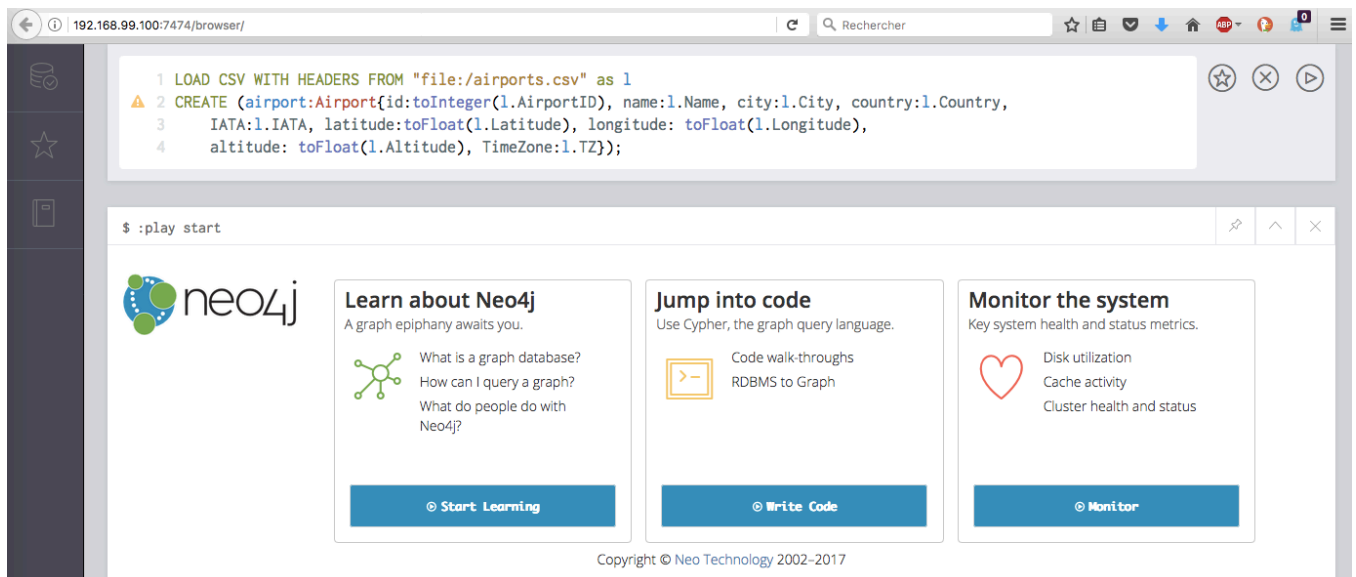 192.168.99.100:7474/browser/
Rechercher
ABP
0
1 LOAD CSV WITH HEADERS FROM "file:/airports.csv" as l
2 CREATE (airport:Airport{id:toInteger(l.AirportID), name:l.Name, city:l.City, country:l.Country,
3 IATA:l.IATA, latitude:toFloat(l.Latitude), longitude: toFloat(l.Longitude),
4 altitude: toFloat(l.Altitude), TimeZone:l.TZ});
$ :play start
neo4j
Learn about Neo4j
A graph epiphany awaits you.
What is a graph database?
How can I query a graph?
What do people do with
Neo4j?
Start Learning
Jump into code
Use Cypher, the graph query language.
Code walk-throughs
RDBMS to Graph
Write Code
Monitor the system
Key system health and status metrics.
Disk utilization
Cache activity
Cluster health and status
Monitor
Copyright © Neo Technology 2002–2017